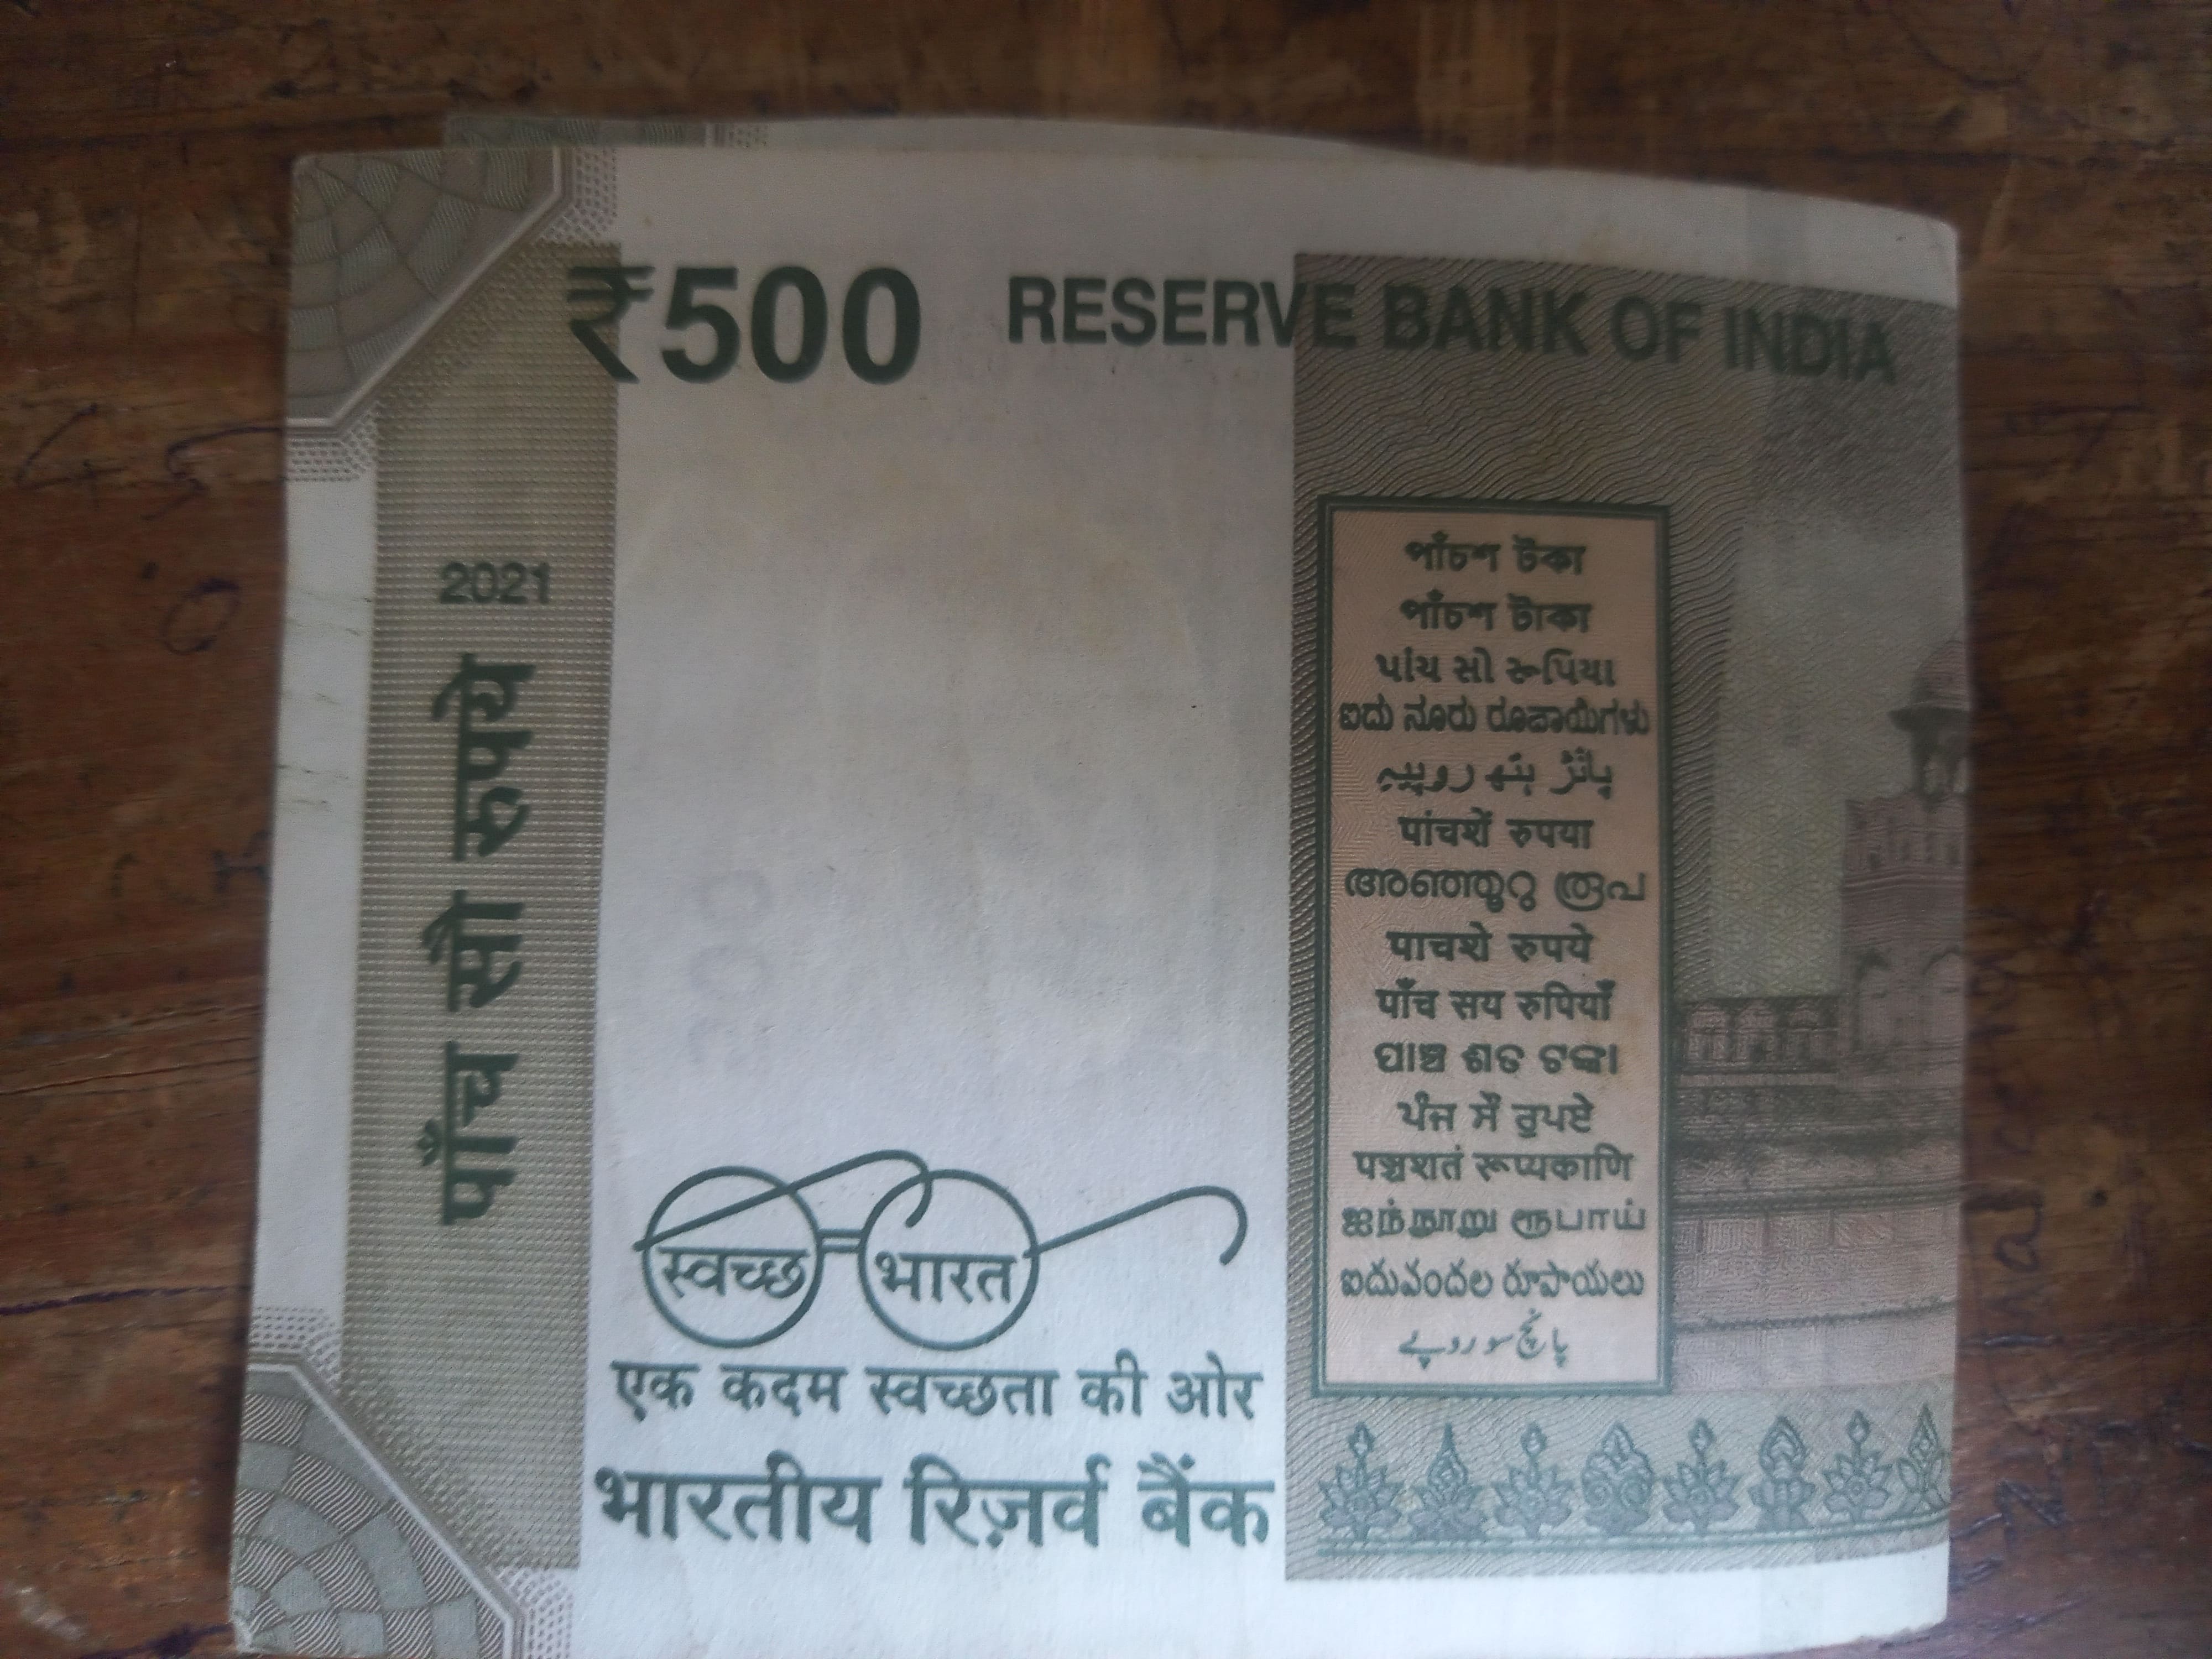 ₹500 RESERVE BANK OF INDIA
2021
पाँच सौ रुपये
পাঁচশ টকা
পাঁচশ টাকা
પાંચ સો રૂપિયા
ಐದು ನೂರು ರೂಪಾಯಿಗಳು
پانژھ ہتھ روپیہ
पांचशें रुपया
അഞ്ഞൂറു രൂപ
पाचशे रुपये
पाँच सय रुपियाँ
ପାଞ୍ଚ ଶତ ଟଙ୍କା
ਪੰਜ ਸੌ ਰੁਪਏ
पञ्चशतं रूप्यकाणि
ஐந்நூறு ரூபாய்
ఐదువందల రూపాయలు
پانچ سو روپے
स्वच्छ भारत
एक कदम स्वच्छता की ओर
भारतीय रिज़र्व बैंक